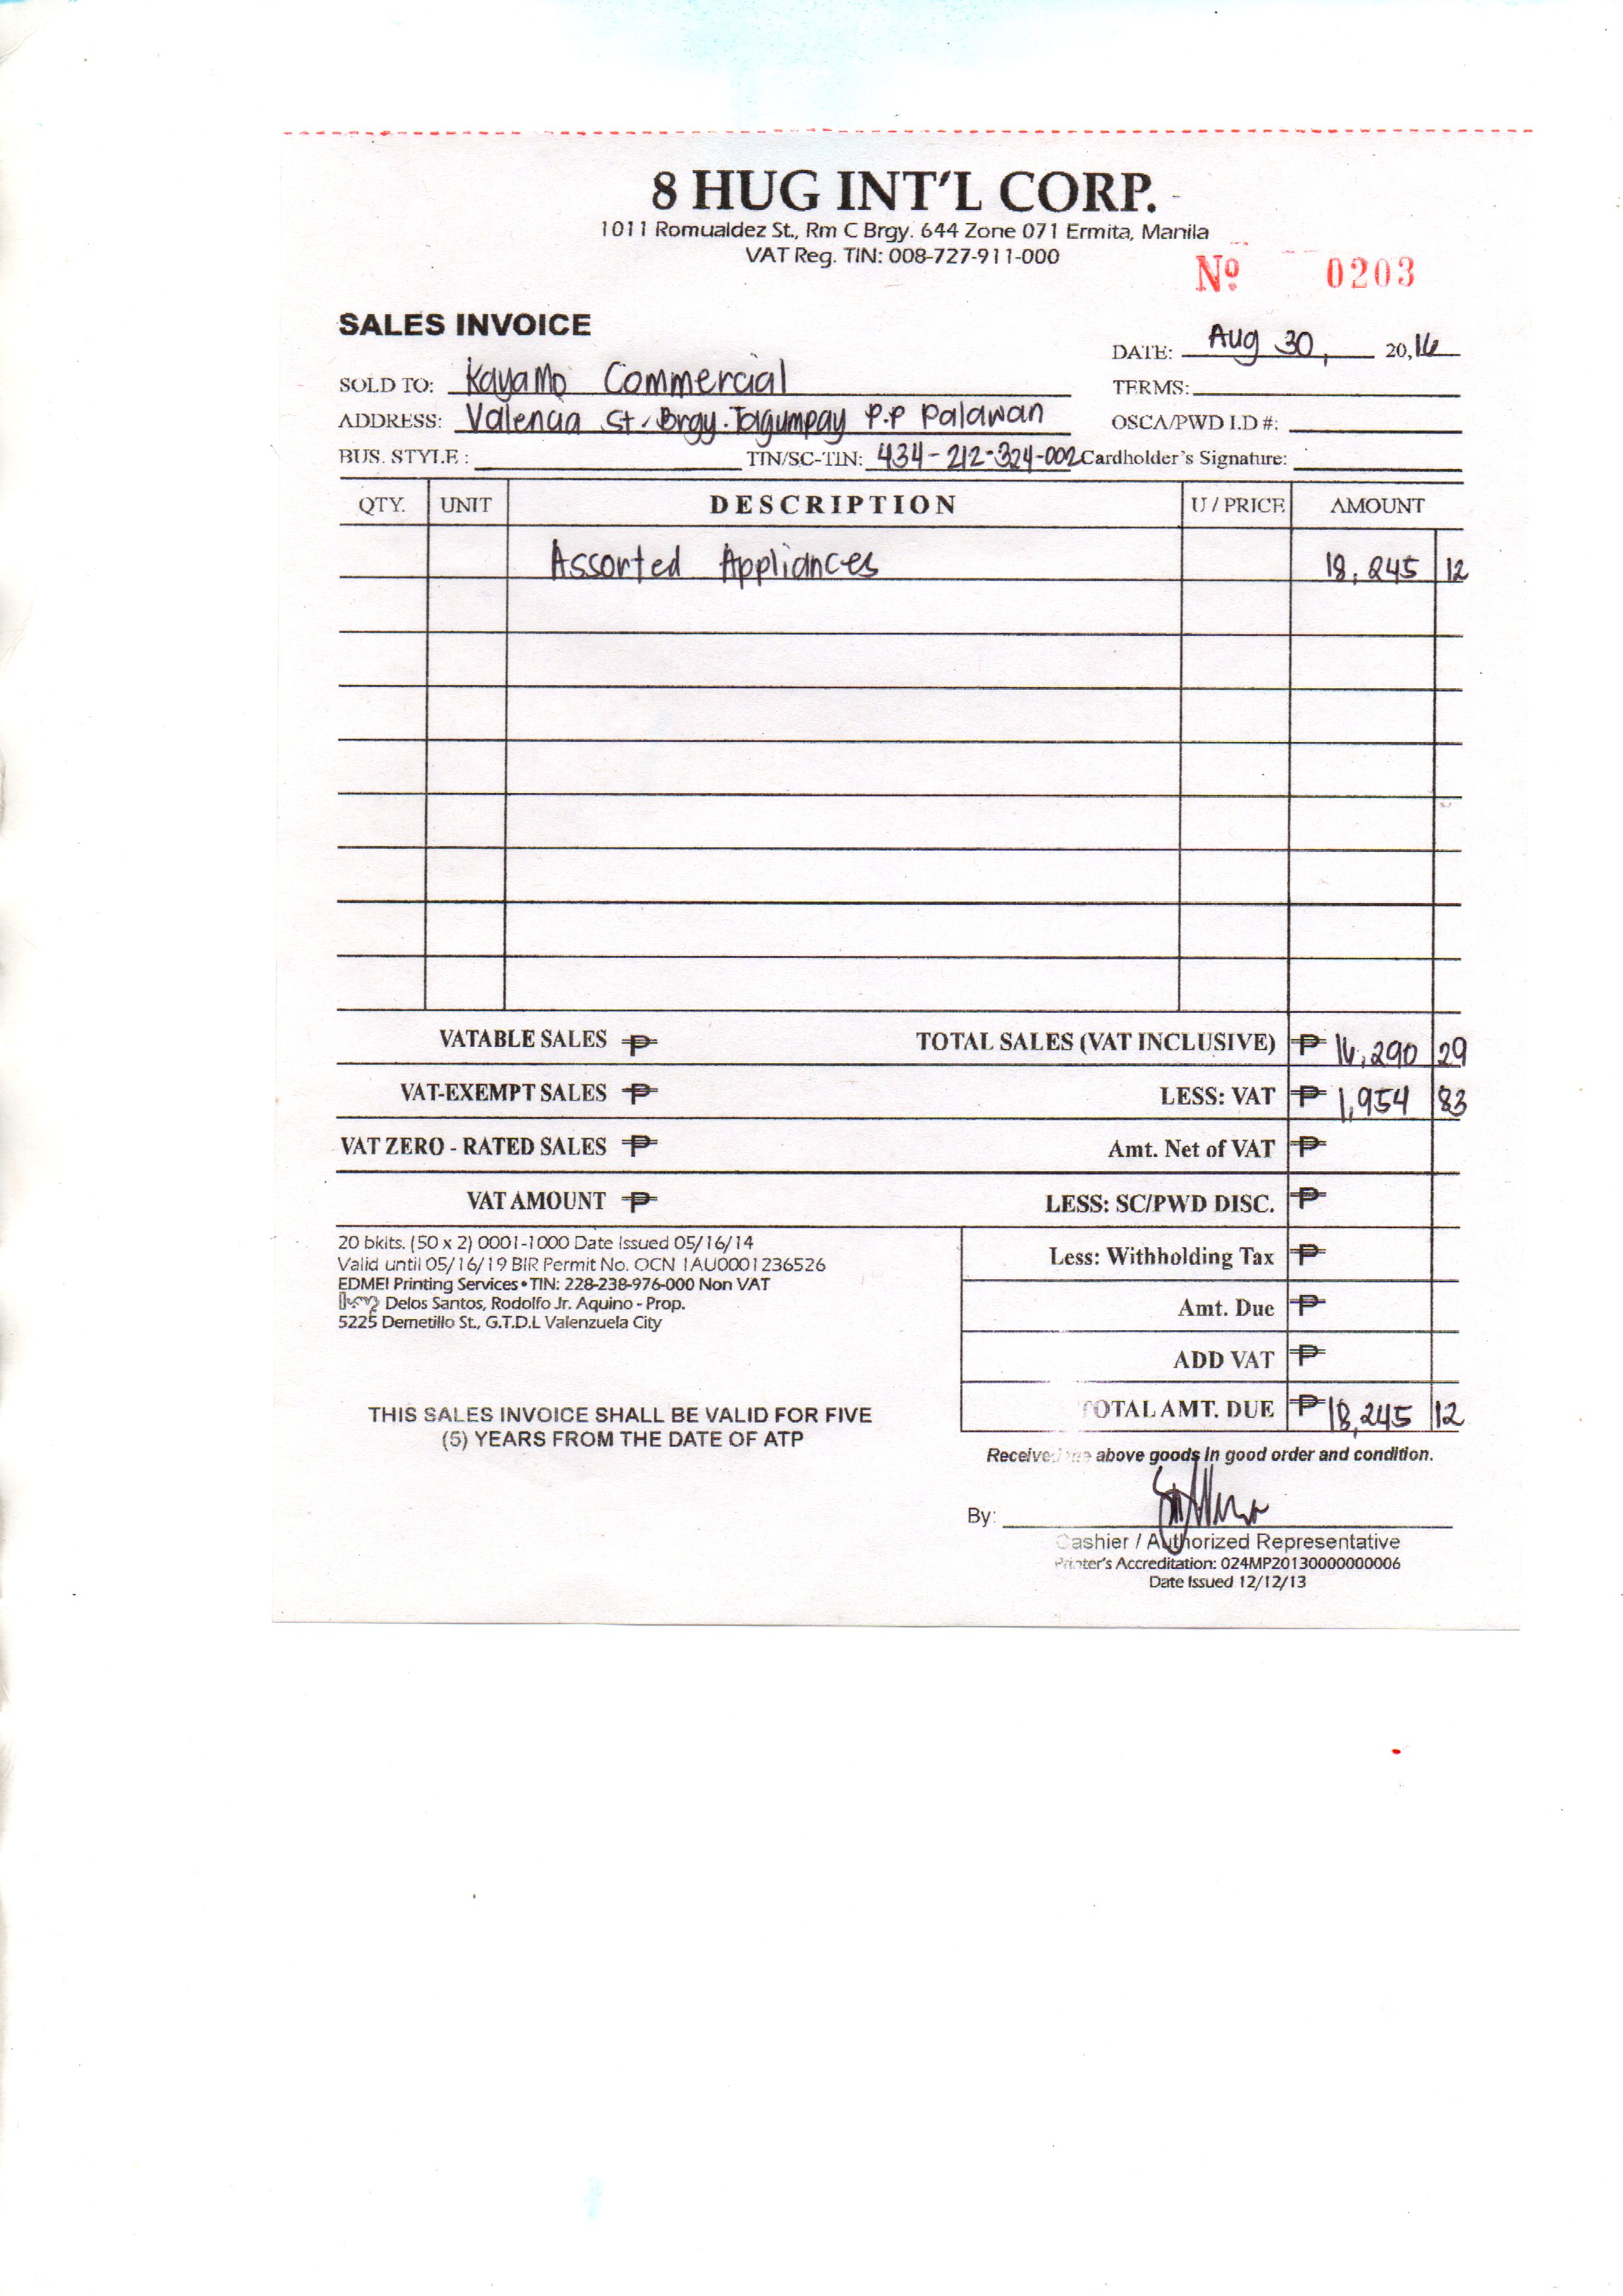 8 HUG INT'L CORP.
1011 Romualdez St., Rm C Brgy. 644 Zone 071 Ermita, Manila
VAT Reg. TIN: 008-727-911-000
Nº 0203
SALES INVOICE
DATE: Aug 30, 2016
SOLD TO: Kayamo Commercial
TERMS:
ADDRESS: Valencia St. Brgy. Tagumpay P.P Palawan
OSCA/PWD I.D #:
BUS. STYLE : TIN/SC-TIN: 434-212-324-002 Cardholder's Signature:
QTY. UNIT DESCRIPTION U / PRICE AMOUNT
Assorted Appliances 18,245 12
VATABLE SALES ₱ TOTAL SALES (VAT INCLUSIVE) ₱ 16,290 29
VAT-EXEMPT SALES ₱ LESS: VAT ₱ 1,954 83
VAT ZERO - RATED SALES ₱ Amt. Net of VAT ₱
VAT AMOUNT ₱ LESS: SC/PWD DISC. ₱
20 bklts. (50 x 2) 0001-1000 Date Issued 05/16/14
Valid until 05/16/19 BIR Permit No. OCN 1AU0001236526
EDMEI Printing Services • TIN: 228-238-976-000 Non VAT
Delos Santos, Rodolfo Jr. Aquino - Prop.
5225 Demetillo St., G.T.D.L Valenzuela City
Less: Withholding Tax ₱
Amt. Due ₱
ADD VAT ₱
TOTAL AMT. DUE ₱ 18,245 12
THIS SALES INVOICE SHALL BE VALID FOR FIVE
(5) YEARS FROM THE DATE OF ATP
Received the above goods in good order and condition.
By:
Cashier / Authorized Representative
Printer's Accreditation: 024MP20130000000006
Date Issued 12/12/13